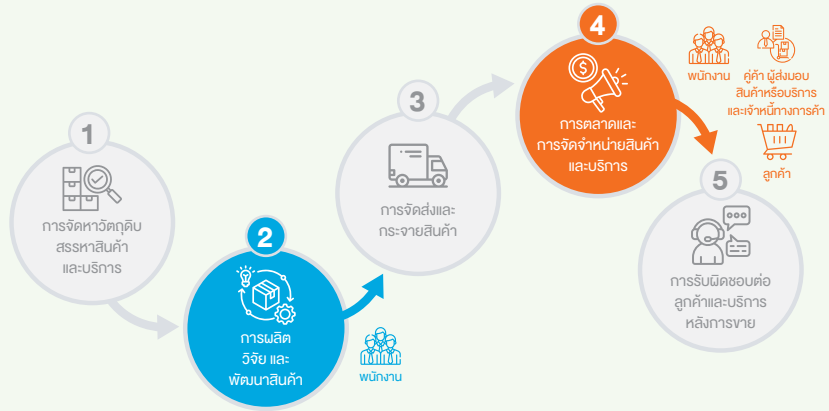 1
การจัดหาวัตถุดิบ
สรรหาสินค้า
และบริการ
2
การผลิต
วิจัย และ
พัฒนาสินค้า
พนักงาน
3
การจัดส่งและ
กระจายสินค้า
4
$
การตลาดและ
การจัดจำหน่ายสินค้า
และบริการ
พนักงาน
คู่ค้า ผู้ส่งมอบ
สินค้าหรือบริการ
และเจ้าหนี้ทางการค้า
ลูกค้า
5
การรับผิดชอบต่อ
ลูกค้าและบริการ
หลังการขาย